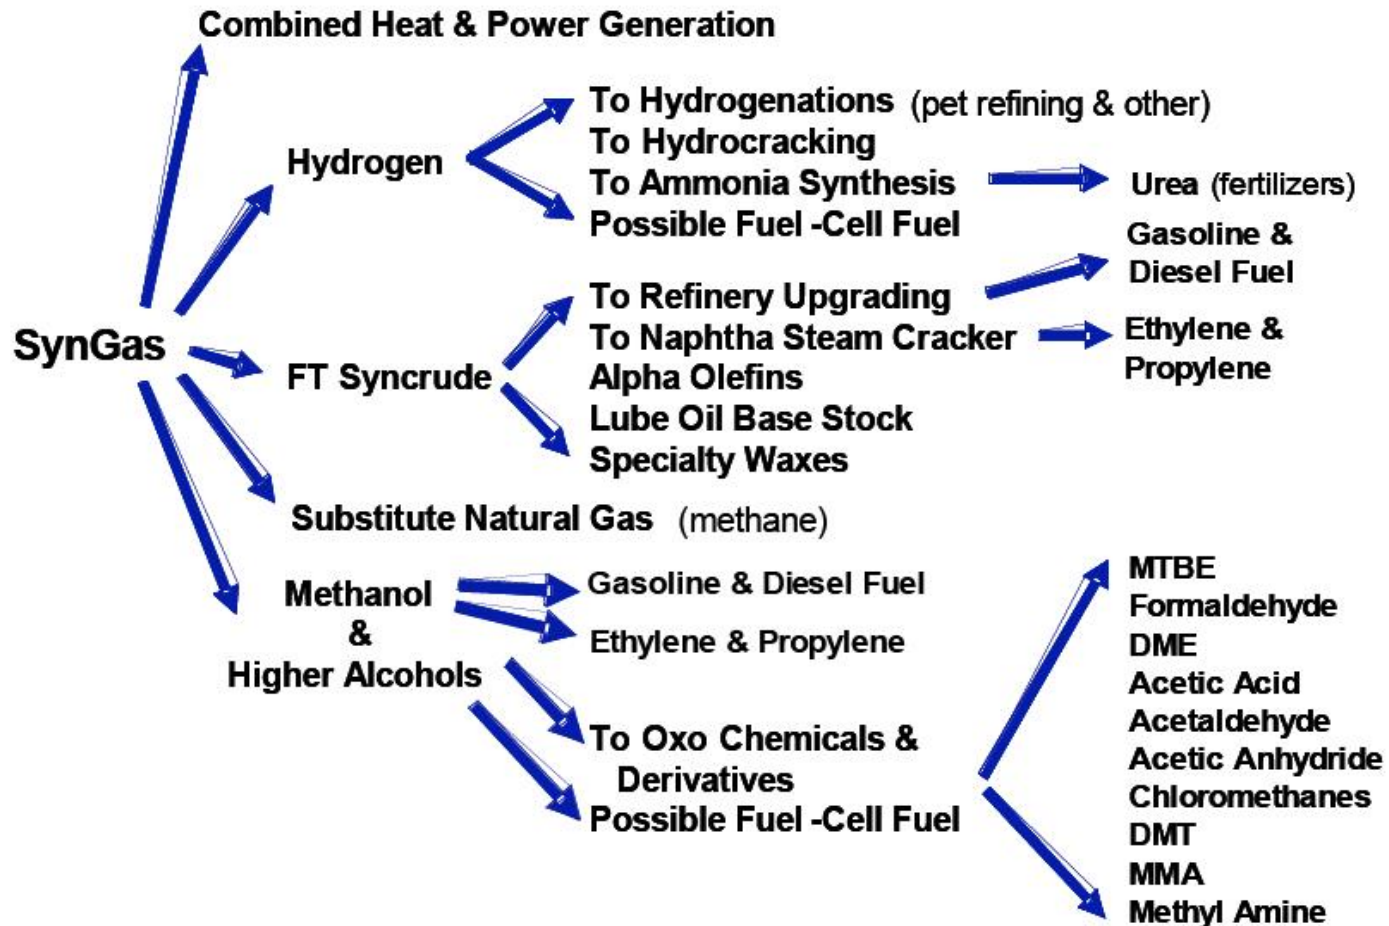 Combined Heat & Power Generation
To Hydrogenations (pet refining & other)
Hydrogen
To Hydrocracking
To Ammonia Synthesis
Urea (fertilizers)
Possible Fuel -Cell Fuel
Gasoline &
Diesel Fuel
SynGas
FT Syncrude
To Refinery Upgrading
To Naphtha Steam Cracker
Ethylene &
Propylene
Alpha Olefins
Lube Oil Base Stock
Specialty Waxes
Substitute Natural Gas (methane)
Methanol
&
Higher Alcohols
Gasoline & Diesel Fuel
Ethylene & Propylene
To Oxo Chemicals &
Derivatives
Possible Fuel -Cell Fuel
MTBE
Formaldehyde
DME
Acetic Acid
Acetaldehyde
Acetic Anhydride
Chloromethanes
DMT
MMA
Methyl Amine